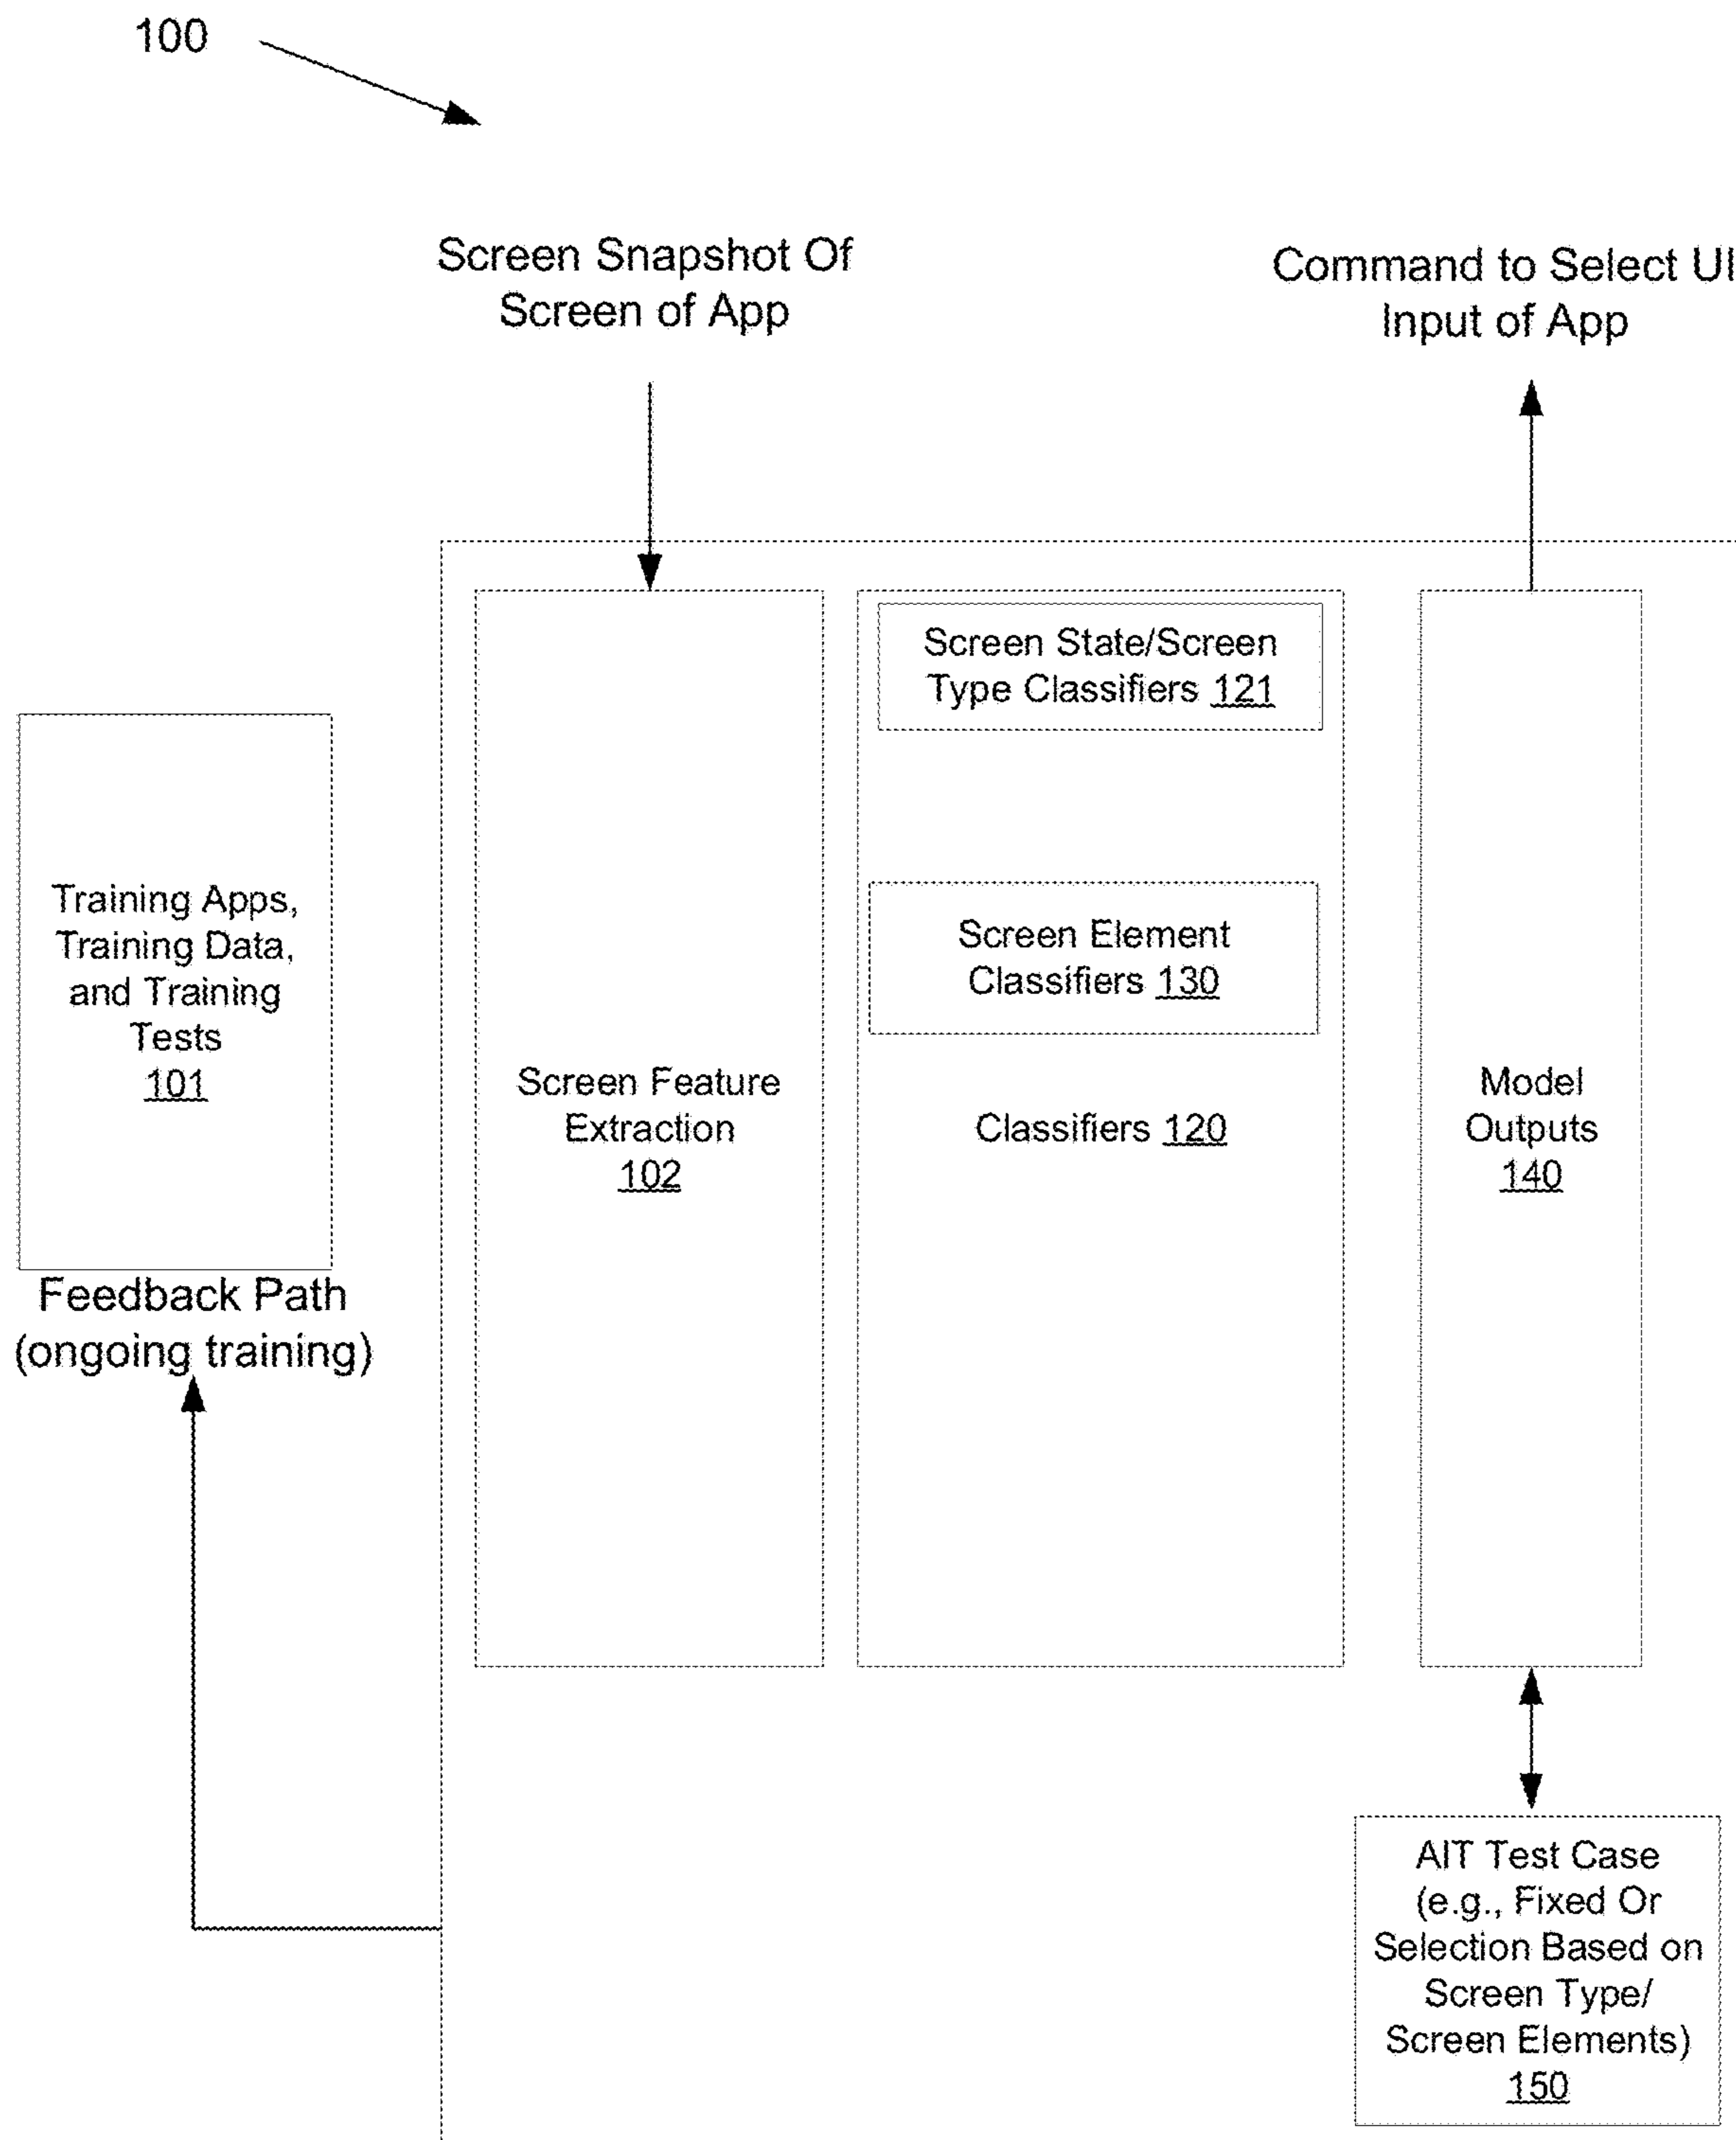 100
Screen Snapshot Of
Screen of App
Command to Select UI
Input of App
Training Apps,
Training Data,
and Training
Tests
101
Feedback Path
(ongoing training)
Screen Feature
Extraction
102
Screen State/Screen
Type Classifiers 121
Screen Element
Classifiers 130
Classifiers 120
Model
Outputs
140
AIT Test Case
(e.g., Fixed Or
Selection Based on
Screen Type/
Screen Elements)
150